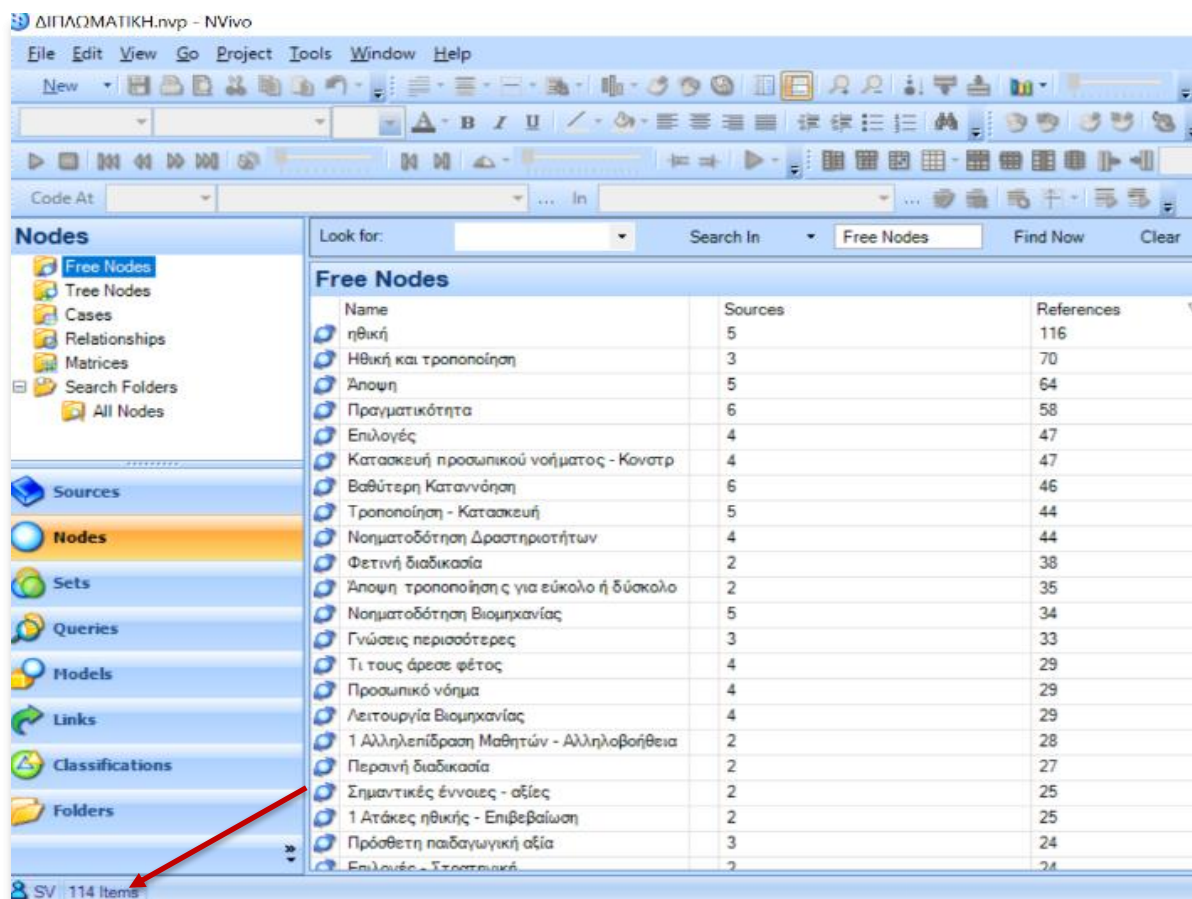 ΔΙΠΛΩΜΑΤΙΚΗ.nvp - NVivo
File Edit View Go Project Tools Window Help
New
A B I U
Code At ... In ...
Nodes
Look for: Search In Free Nodes Find Now Clear
Free Nodes
Tree Nodes
Cases
Relationships
Matrices
Search Folders
All Nodes
Sources
Nodes
Sets
Queries
Models
Links
Classifications
Folders
Free Nodes
Name Sources References
ηθική 5 116
Ηθική και τροποποίηση 3 70
Άποψη 5 64
Πραγματικότητα 6 58
Επιλογές 4 47
Κατασκευή προσωπικού νοήματος - Κονστρ 4 47
Βαθύτερη Καταννόηση 6 46
Τροποποίηση - Κατασκευή 5 44
Νοηματοδότηση Δραστηριοτήτων 4 44
Φετινή διαδικασία 2 38
Άποψη τροποποίηση ς για εύκολο ή δύσκολο 2 35
Νοηματοδότηση Βιομηχανίας 5 34
Γνώσεις περισσότερες 3 33
Τι τους άρεσε φέτος 4 29
Προσωπικό νόημα 4 29
Λειτουργία Βιομηχανίας 4 29
1 Αλληλεπίδραση Μαθητών - Αλληλοβοήθεια 2 28
Περσινή διαδικασία 2 27
Σημαντικές έννοιες - αξίες 2 25
1 Ατάκες ηθικής - Επιβεβαίωση 2 25
Πρόσθετη παιδαγωγική αξία 3 24
Επιλογές - Στρατηγική 2 24
SV 114 Items